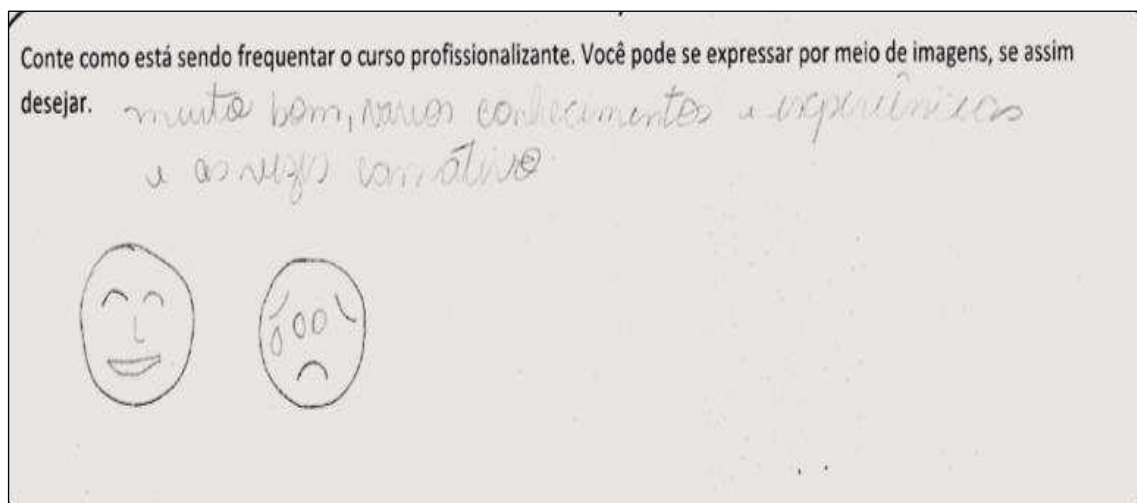 Conte como está sendo frequentar o curso profissionalizante. Você pode se expressar por meio de imagens, se assim
desejar. muito bom, varios conhecimentos e experiências
e as vezes cansativo